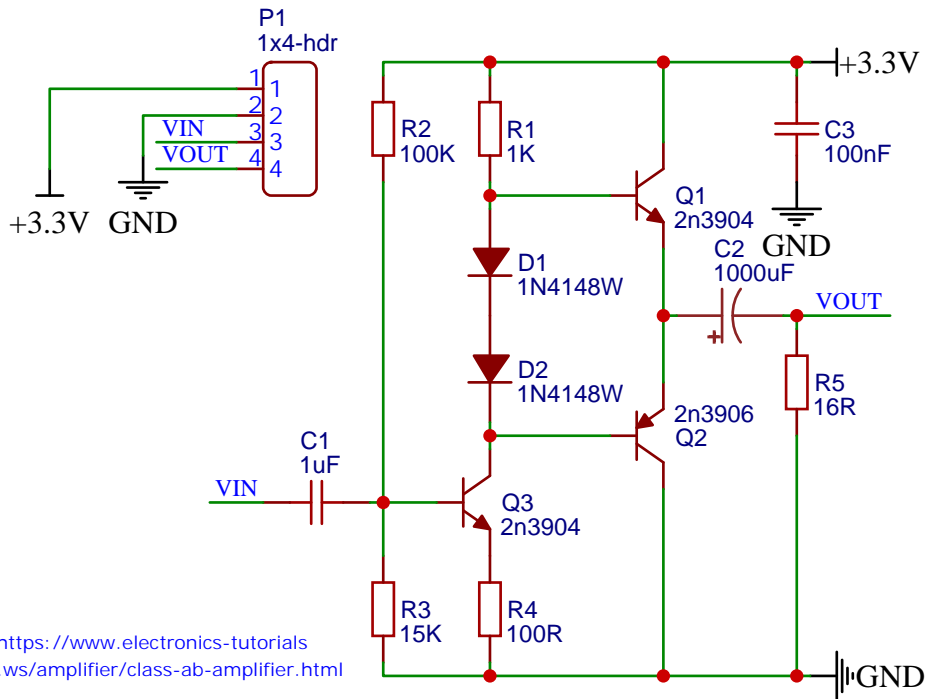 P1
1x4-hdr
1
1
2
2
VIN
3
3
VOUT
4
4
+3.3V
GND
+3.3V
R2
100K
R1
1K
C3
100nF
GND
Q1
2n3904
C2
1000uF
VOUT
D1
1N4148W
D2
1N4148W
R5
16R
2n3906
Q2
C1
1uF
VIN
+
Q3
2n3904
R3
15K
R4
100R
GND
https://www.electronics-tutorials
.ws/amplifier/class-ab-amplifier.html